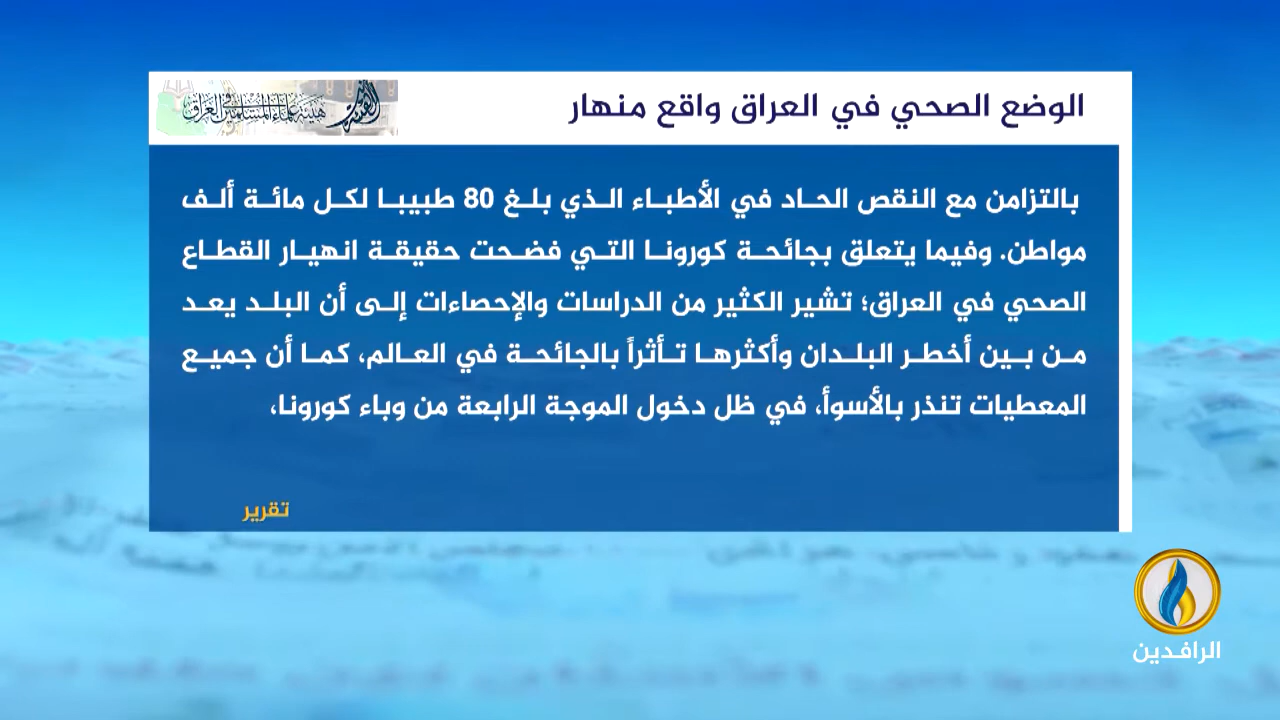 الوضع الصحي في العراق واقع منهار
هيئة علماء المسلمين في العراق
بالتزامن مع النقص الحاد في الأطباء الذي بلغ 80 طبيبا لكل مائة ألف
مواطن. وفيما يتعلق بجائحة كورونا التي فضحت حقيقة انهيار القطاع
الصحي في العراق؛ تشير الكثير من الدراسات والإحصاءات إلى أن البلد يعد
من بين أخطر البلدان وأكثرها تأثراً بالجائحة في العالم، كما أن جميع
المعطيات تنذر بالأسوأ، في ظل دخول الموجة الرابعة من وباء كورونا،
تقرير
الرافدين